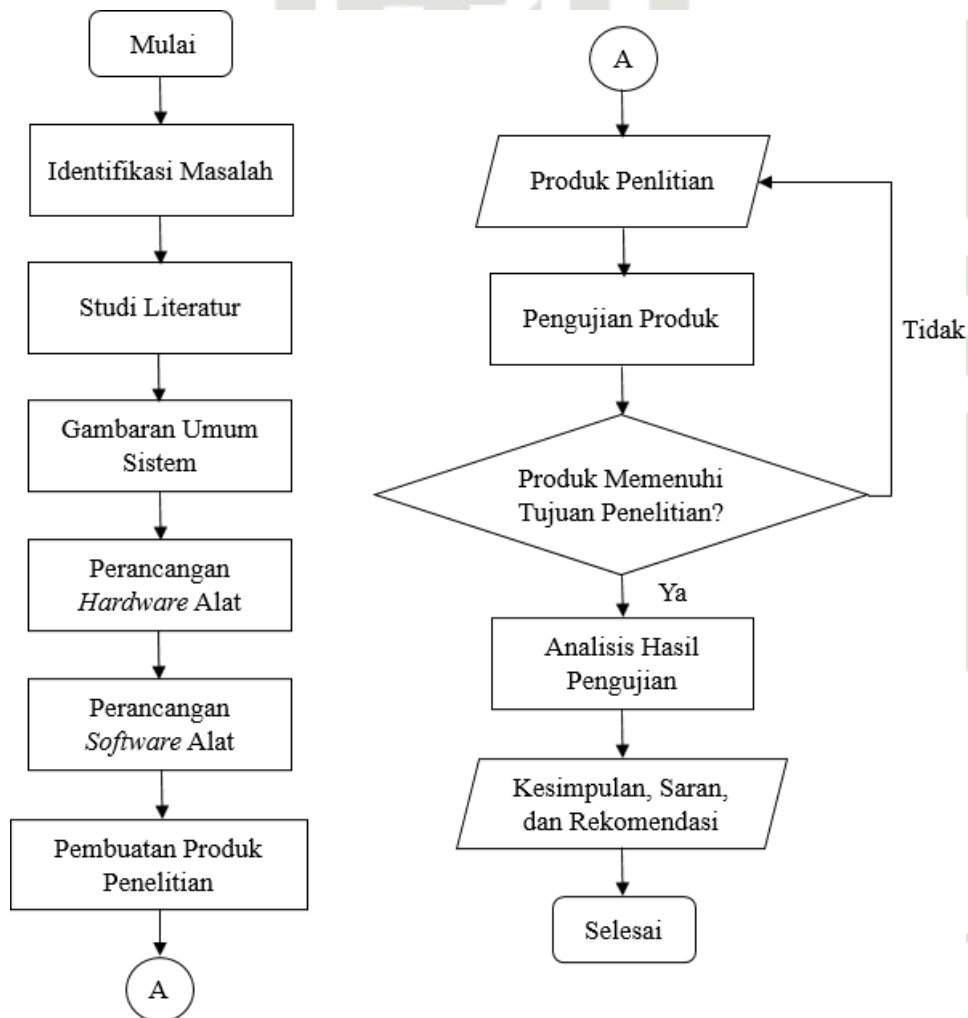 Mulai
Identifikasi Masalah
Studi Literatur
Gambaran Umum
Sistem
Perancangan
Hardware Alat
Perancangan
Software Alat
Pembuatan Produk
Penelitian
A
A
Produk Penlitian
Pengujian Produk
Tidak
Produk Memenuhi
Tujuan Penelitian?
Ya
Analisis Hasil
Pengujian
Kesimpulan, Saran,
dan Rekomendasi
Selesai